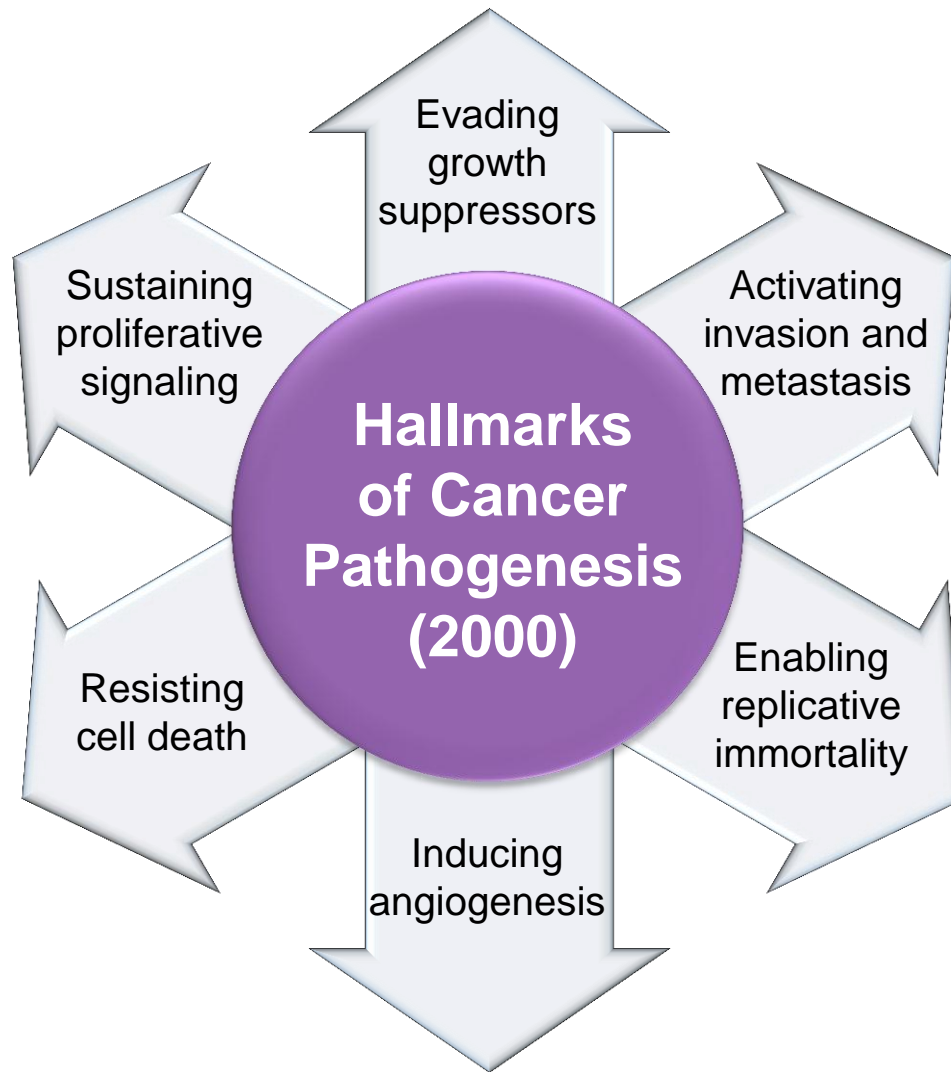 Evading
growth
suppressors
Sustaining
proliferative
signaling
Activating
invasion and
metastasis
Hallmarks
of Cancer
Pathogenesis
(2000)
Resisting
cell death
Enabling
replicative
immortality
Inducing
angiogenesis